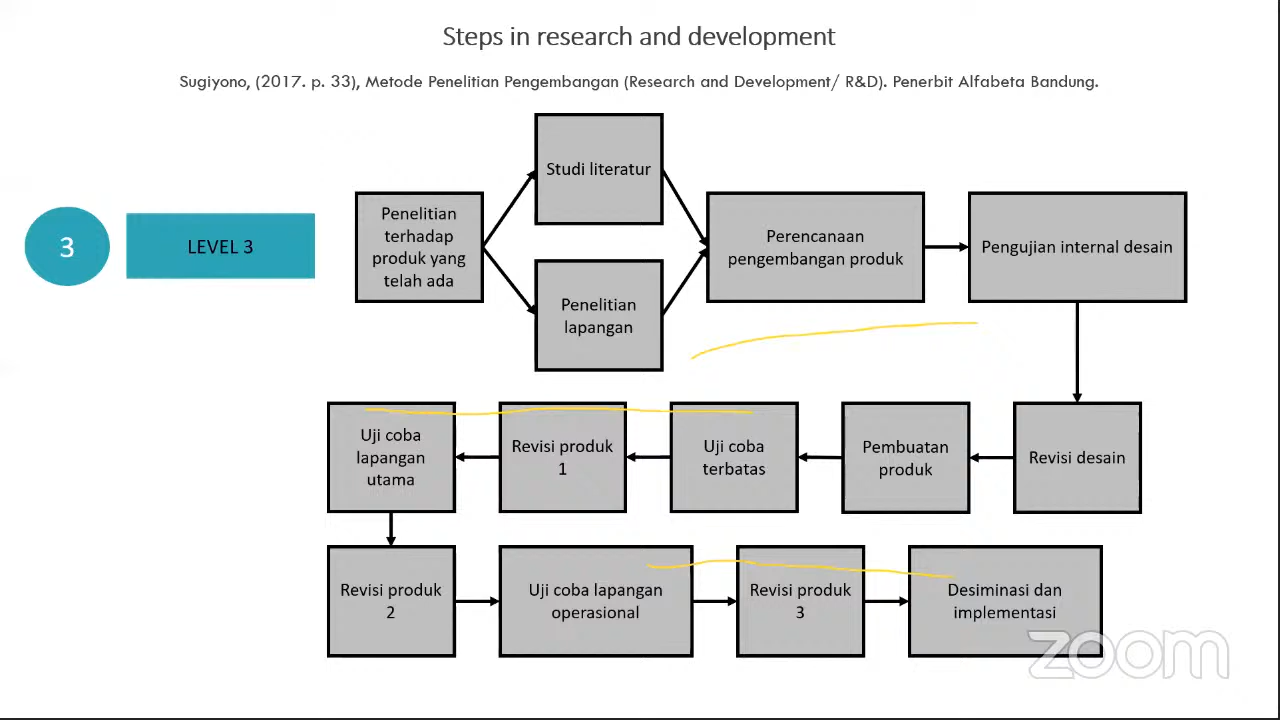 Steps in research and development
Sugiyono, (2017. p. 33), Metode Penelitian Pengembangan (Research and Development/ R&D). Penerbit Alfabeta Bandung.
3
LEVEL 3
Penelitian
terhadap
produk yang
telah ada
Studi literatur
Penelitian
lapangan
Perencanaan
pengembangan produk
Pengujian internal desain
Revisi desain
Pembuatan
produk
Uji coba
terbatas
Revisi produk
1
Uji coba
lapangan
utama
Revisi produk
2
Uji coba lapangan
operasional
Revisi produk
3
Desiminasi dan
implementasi
zoom